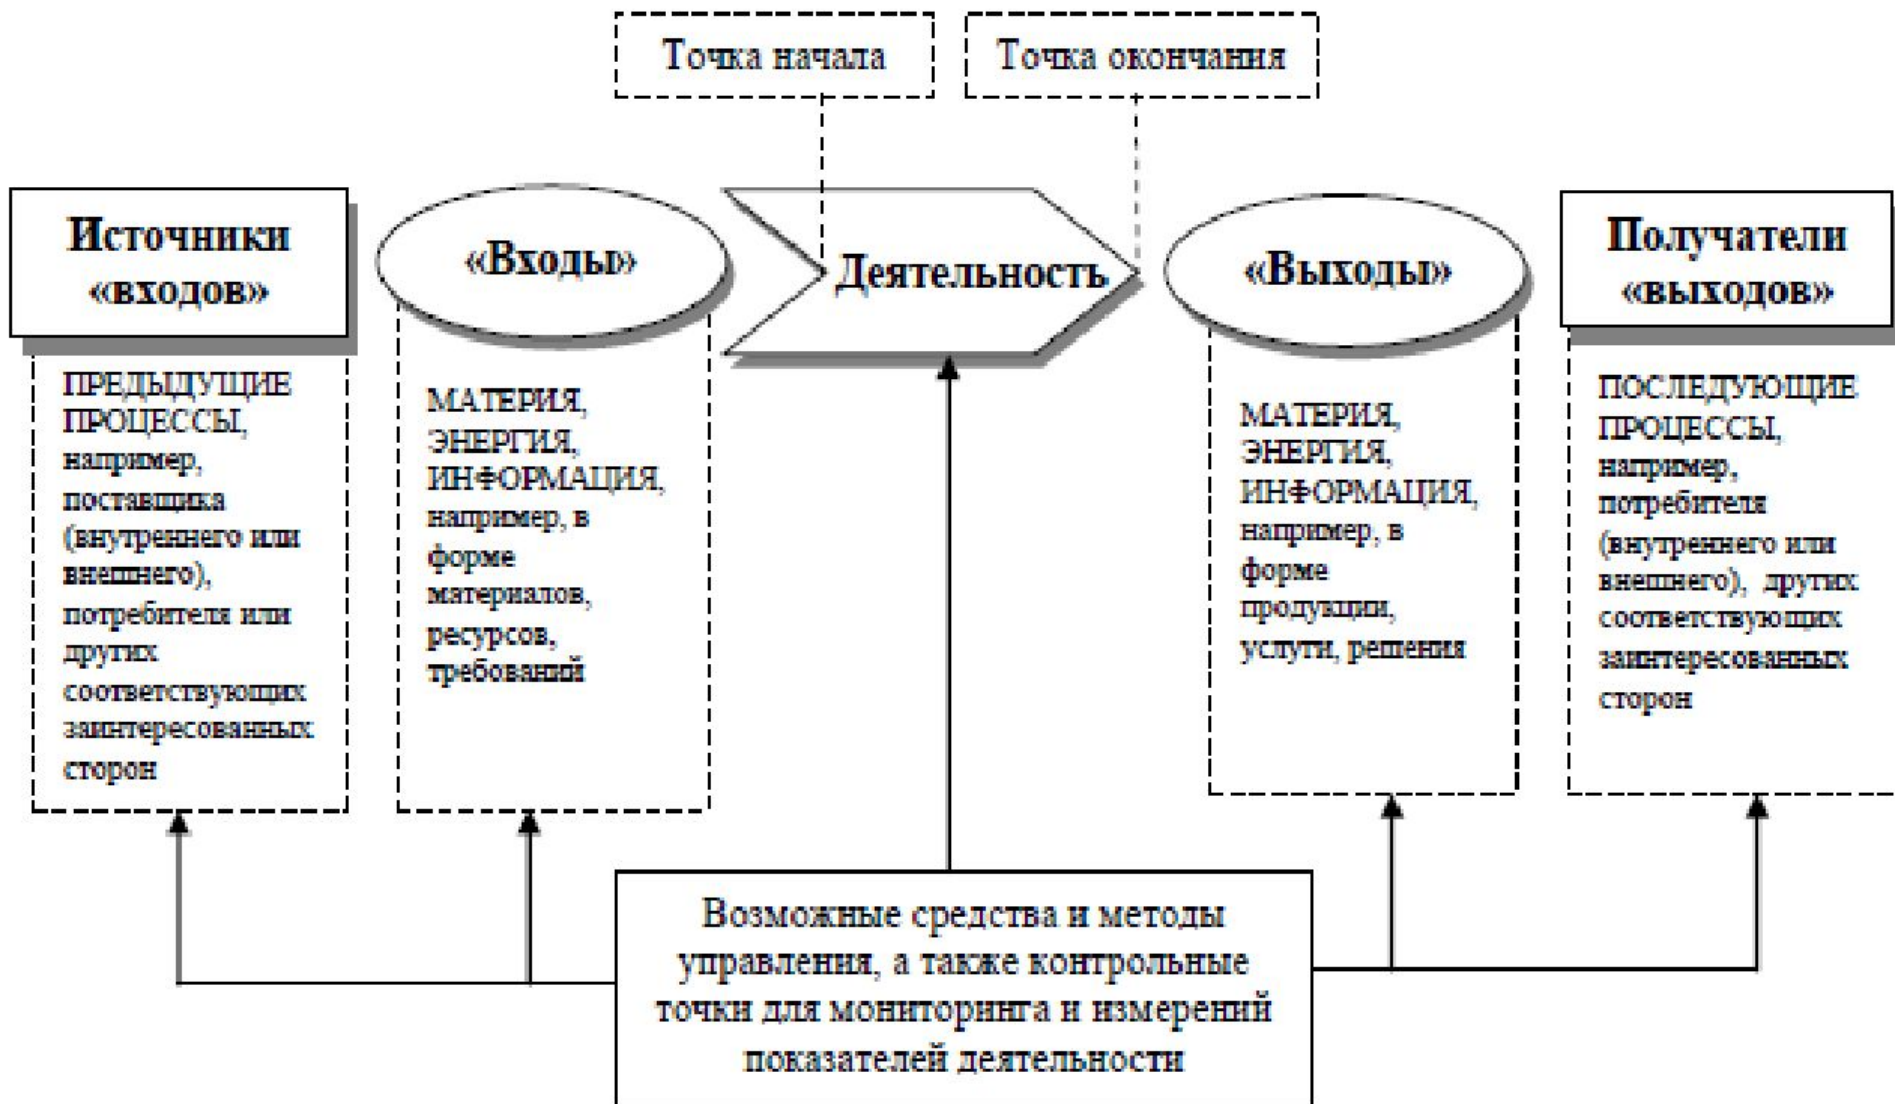 Точка начала
Точка окончания
Источники
«входов»
«Входы»
Деятельность
«Выходы»
Получатели
«выходов»
ПРЕДЫДУЩИЕ
ПРОЦЕССЫ,
например,
поставщика
(внутреннего или
внешнего),
потребителя или
других
соответствующих
заинтересованных
сторон
МАТЕРИЯ,
ЭНЕРГИЯ,
ИНФОРМАЦИЯ,
например, в
форме
материалов,
ресурсов,
требований
МАТЕРИЯ,
ЭНЕРГИЯ,
ИНФОРМАЦИЯ,
например, в
форме
продукции,
услуги, решения
ПОСЛЕДУЮЩИЕ
ПРОЦЕССЫ,
например,
потребителя
(внутреннего или
внешнего), других
соответствующих
заинтересованных
сторон
Возможные средства и методы
управления, а также контрольные
точки для мониторинга и измерений
показателей деятельности